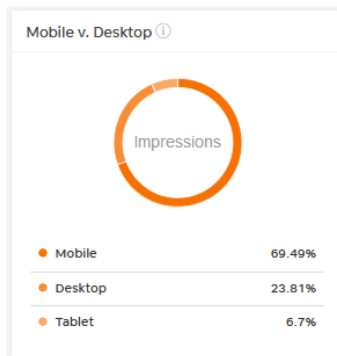 Mobile v. Desktop
Impressions
Mobile 69.49%
Desktop 23.81%
Tablet 6.7%